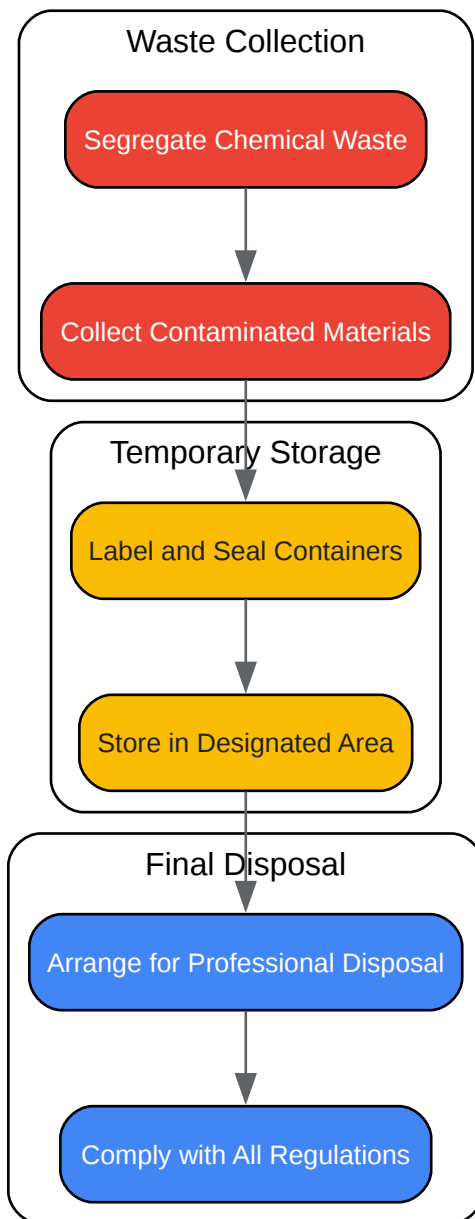 Waste Collection
Segregate Chemical Waste
Collect Contaminated Materials
Temporary Storage
Label and Seal Containers
Store in Designated Area
Final Disposal
Arrange for Professional Disposal
Comply with All Regulations